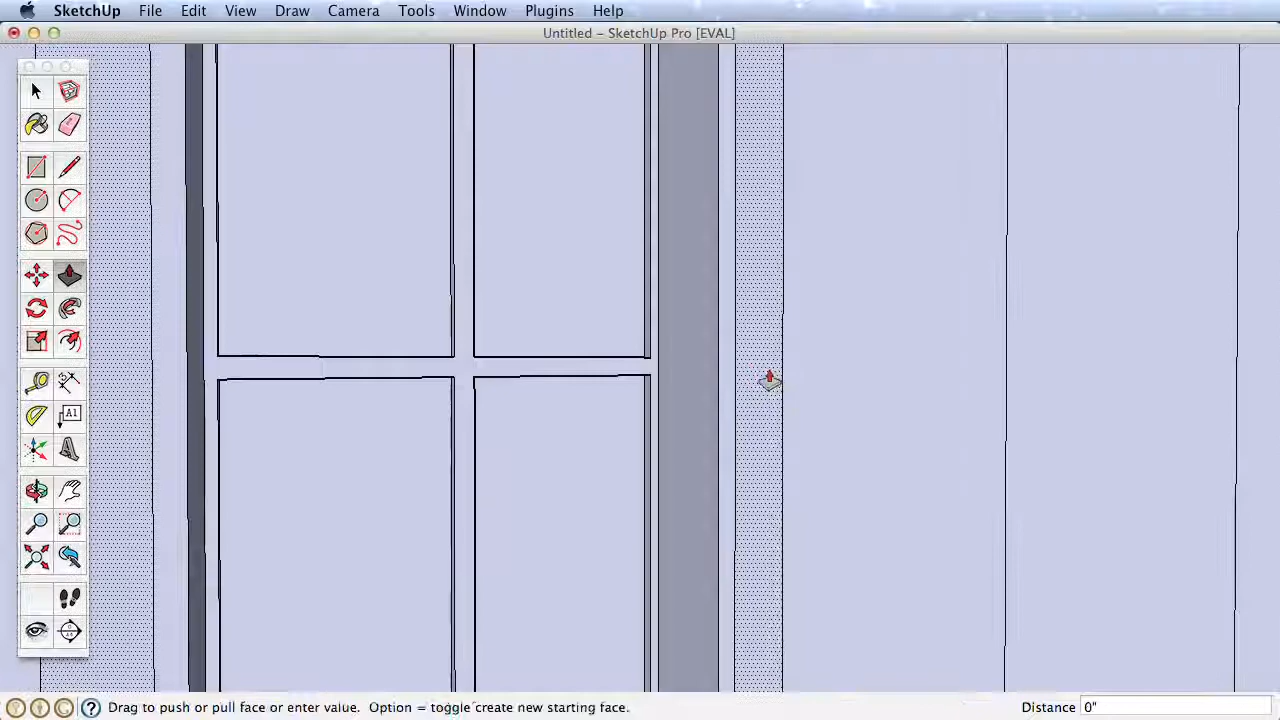 SketchUp File Edit View Draw Camera Tools Window Plugins Help
Untitled – SketchUp Pro [EVAL]
A1
Drag to push or pull face or enter value. Option = toggle create new starting face.
Distance 0"